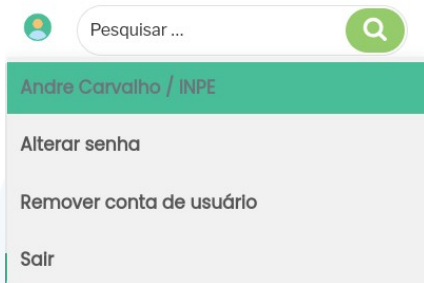 Pesquisar ...
Andre Carvalho / INPE
Alterar senha
Remover conta de usuário
Sair